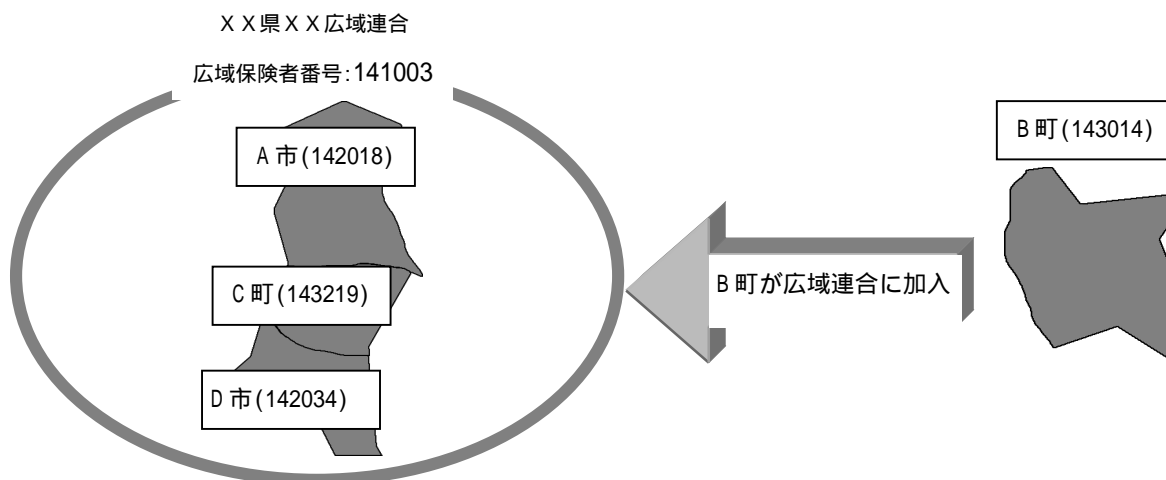 ＸＸ県ＸＸ広域連合
広域保険者番号：141003
Ａ市(142018)
Ｃ町(143219)
Ｄ市(142034)
Ｂ町が広域連合に加入
Ｂ町(143014)